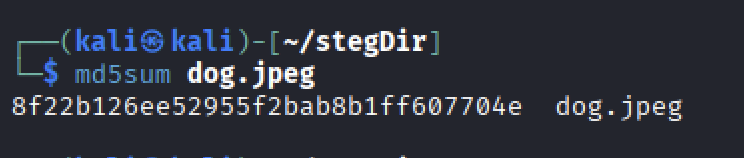 ┌──(kali㉿kali)-[~/stegDir]
└─$ md5sum dog.jpeg
8f22b126ee52955f2bab8b1ff607704e  dog.jpeg